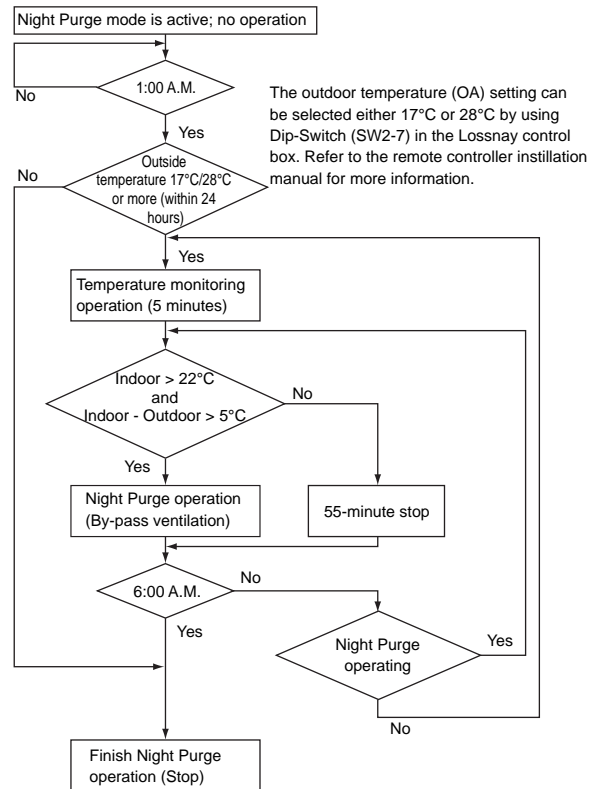 Night Purge mode is active; no operation
1:00 A.M.
No
Yes
The outdoor temperature (OA) setting can
be selected either 17°C or 28°C by using
Dip-Switch (SW2-7) in the Lossnay control
box. Refer to the remote controller instillation
manual for more information.
Outside
temperature 17°C/28°C
or more (within 24
hours)
No
Yes
Temperature monitoring
operation (5 minutes)
Indoor > 22°C
and
Indoor - Outdoor > 5°C
No
Yes
Night Purge operation
(By-pass ventilation)
55-minute stop
6:00 A.M.
No
Yes
Night Purge
operating
Yes
No
Finish Night Purge
operation (Stop)